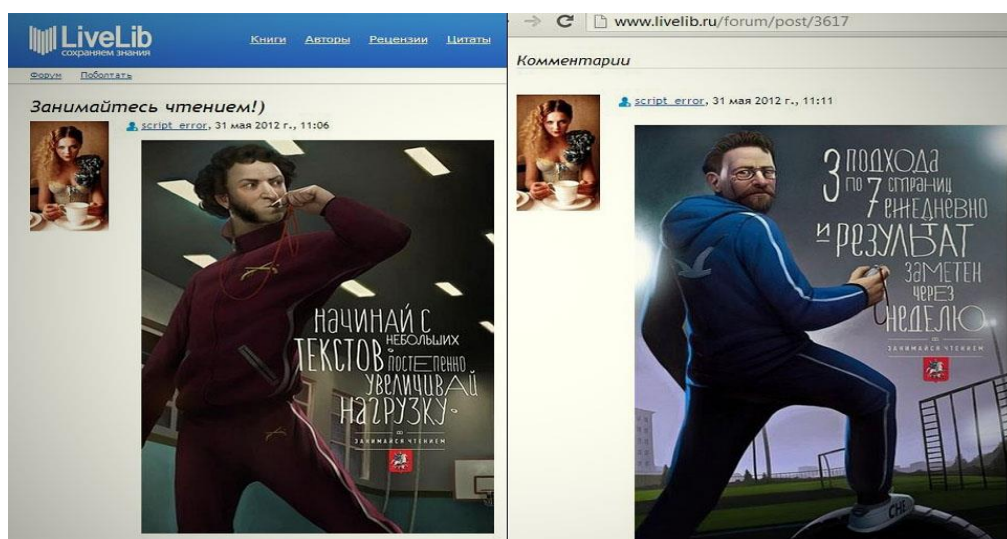 LiveLib
сохраняем знания
Книги Авторы Рецензии Цитаты
Форум Поболтать
Занимайтесь чтением!)
script_error, 31 мая 2012 г., 11:06
НАЧИНАЙ С
НЕБОЛЬШИХ
ТЕКСТОВ
ПОСТЕПЕННО
УВЕЛИЧИВАЙ
НАГРУЗКУ.
ЗАНИМАЙСЯ ЧТЕНИЕМ
www.livelib.ru/forum/post/3617
Комментарии
script_error, 31 мая 2012 г., 11:11
3 ПОДХОДА
ПО 7 СТРАНИЦ
ЕЖЕДНЕВНО
И РЕЗУЛЬТАТ
ЗАМЕТЕН
ЧЕРЕЗ
НЕДЕЛЮ
ЗАНИМАЙСЯ ЧТЕНИЕМ
CHE